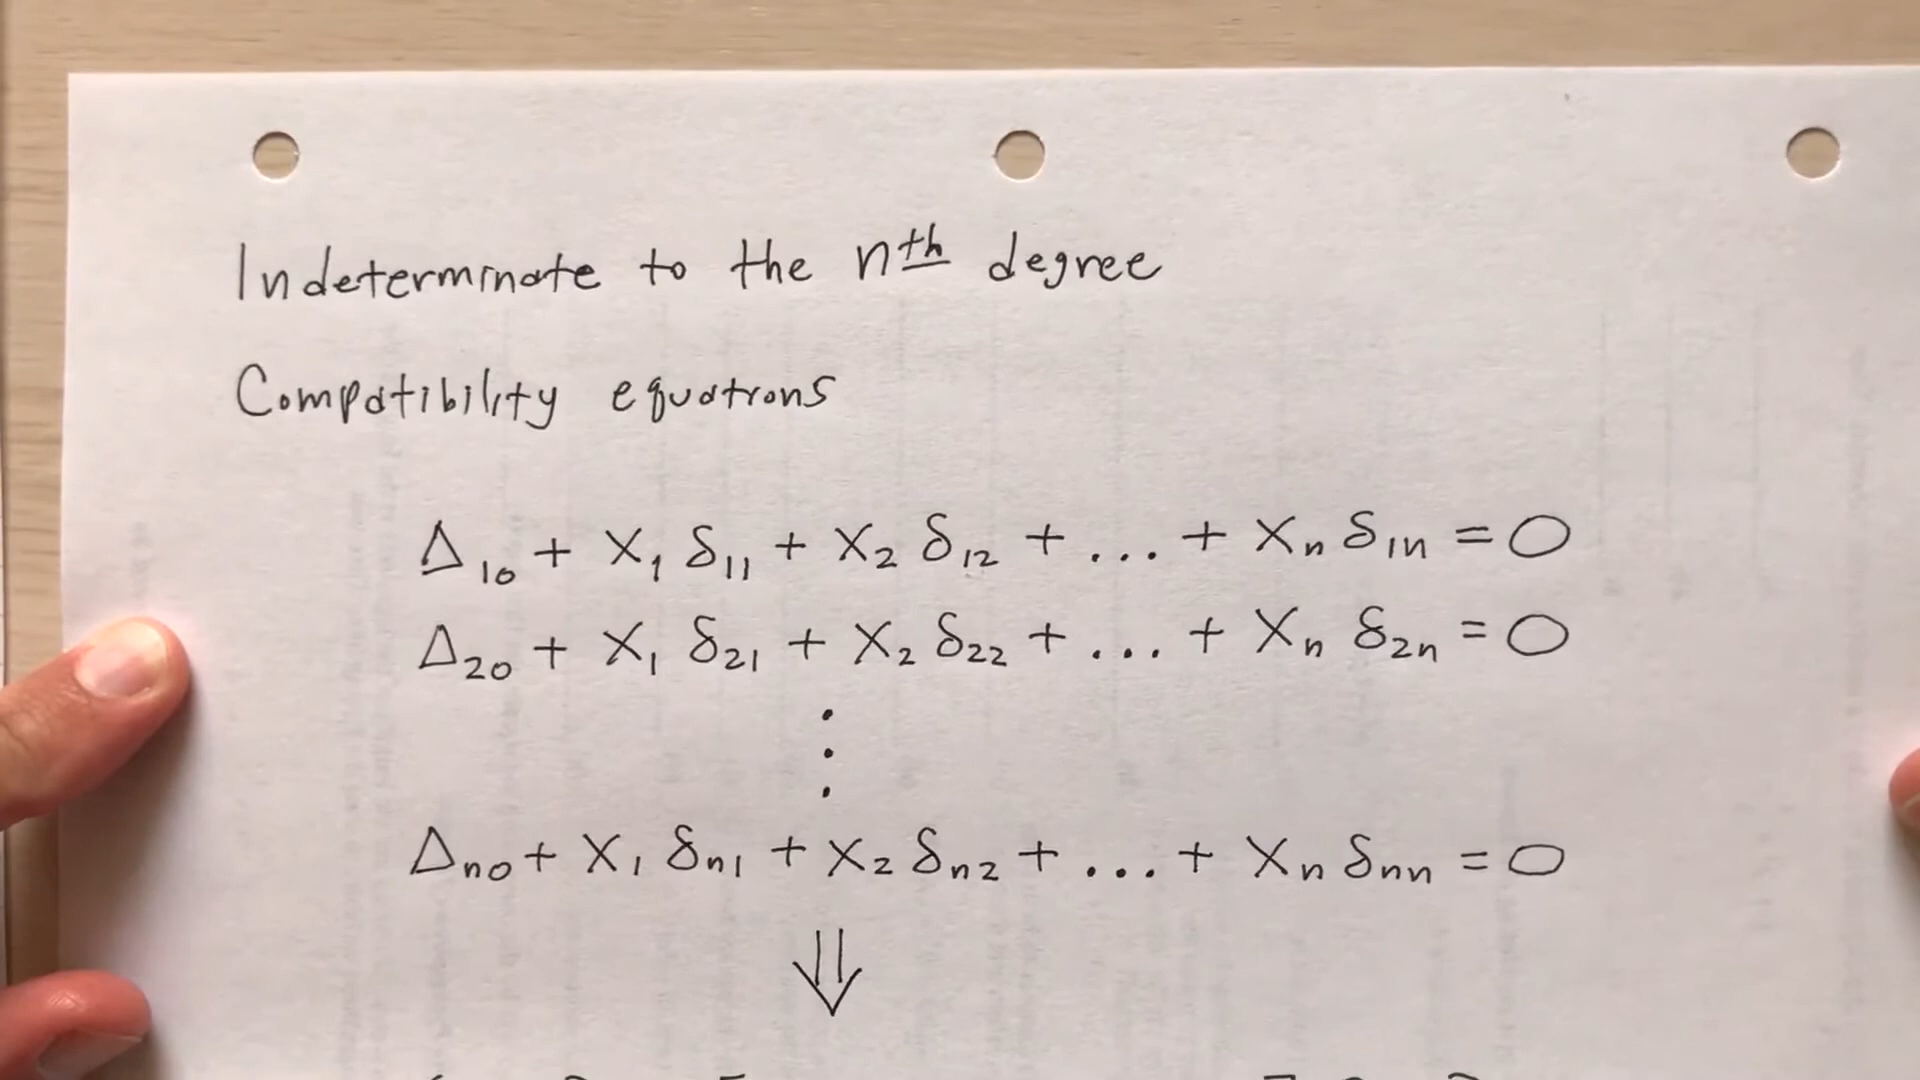 Indeterminate to the nth degree
Compatibility equations
Δ10 + X1 δ11 + X2 δ12 + ... + Xn δ1n = 0
Δ20 + X1 δ21 + X2 δ22 + ... + Xn δ2n = 0
⋮
Δn0 + X1 δn1 + X2 δn2 + ... + Xn δnn = 0
⇓